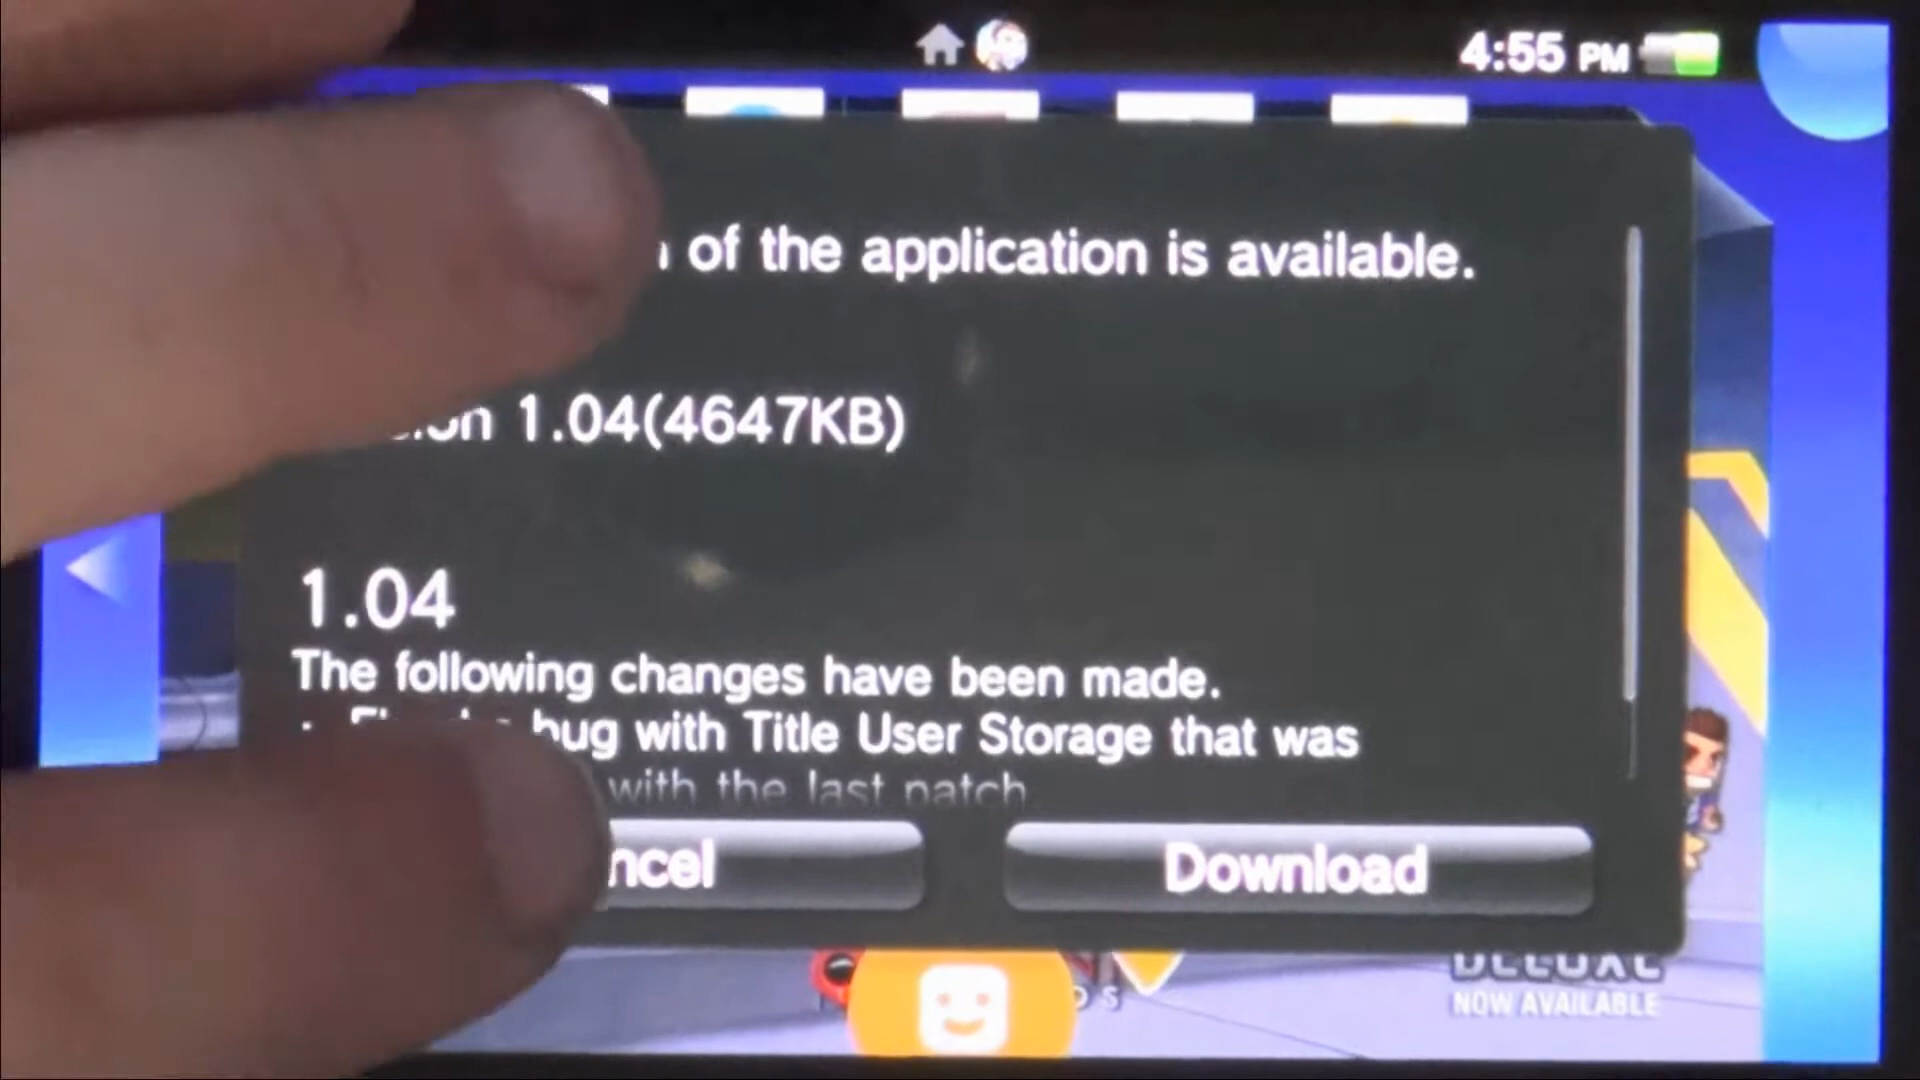 4:55 PM
of the application is available.
1.04(4647KB)
1.04
The following changes have been made.
bug with Title User Storage that was
with the last patch
Download
DELUXE
NOW AVAILABLE